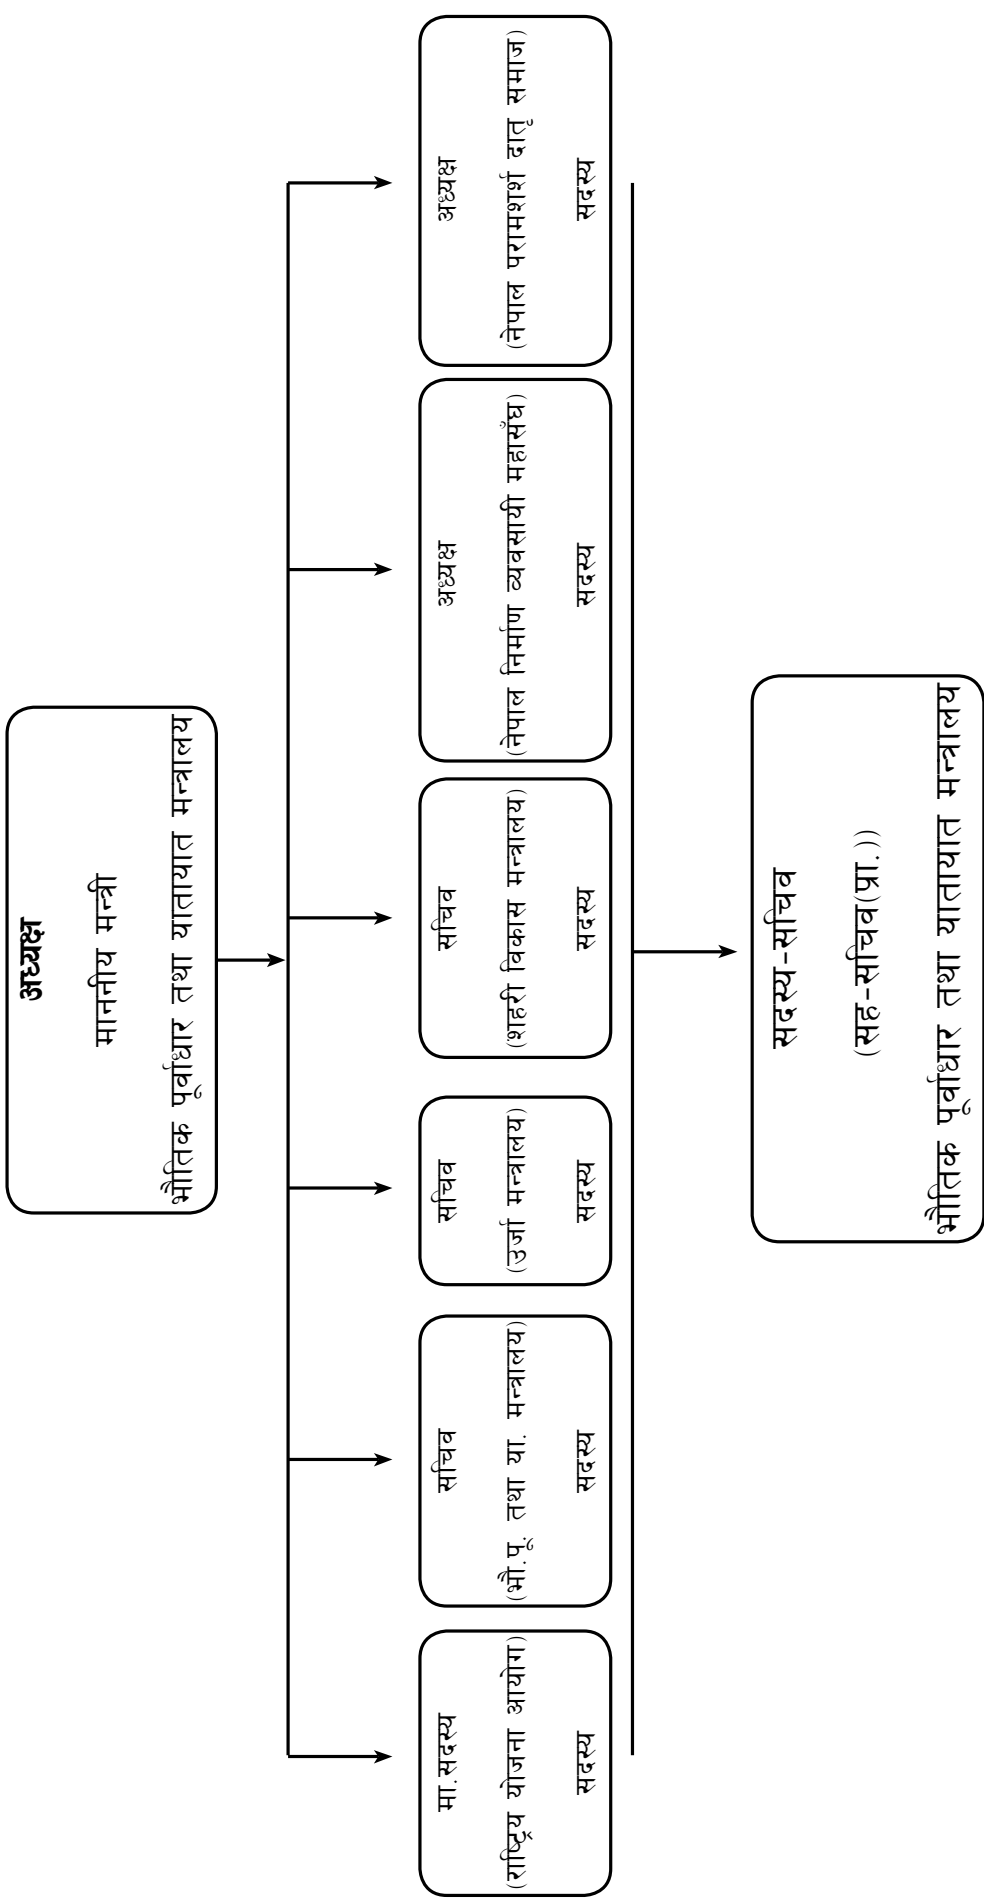 अध्यक्ष
माननीय मन्त्री
भौतिक पूर्वाधार तथा यातायात मन्त्रालय
मा.सदस्य
(राष्ट्रिय योजना आयोग)
सदस्य
सचिव
(भौ.पू. तथा या. मन्त्रालय)
सदस्य
सचिव
(उर्जा मन्त्रालय)
सदस्य
सचिव
(शहरी विकास मन्त्रालय)
सदस्य
अध्यक्ष
(नेपाल निर्माण व्यवसायी महासंघ)
सदस्य
अध्यक्ष
(नेपाल परामशर्श दातृ समाज)
सदस्य
सदस्य-सचिव
(सह-सचिव(प्रा.))
भौतिक पूर्वाधार तथा यातायात मन्त्रालय